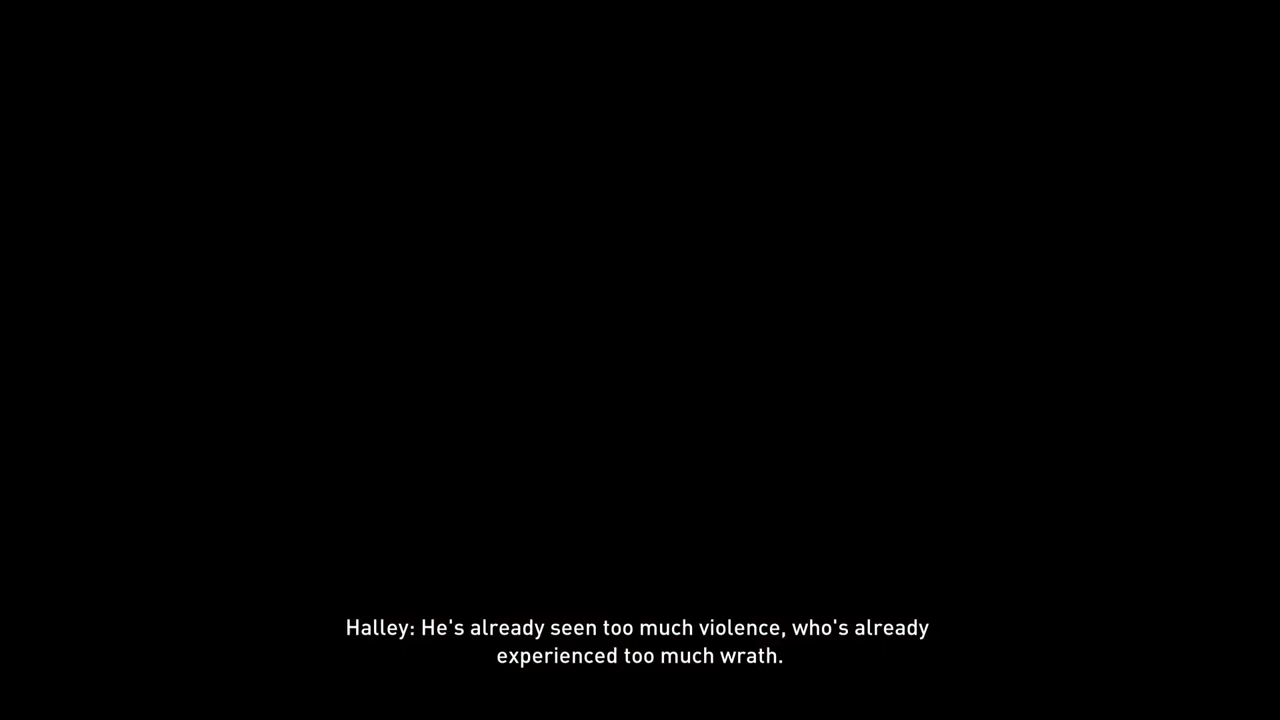 Halley: He's already seen too much violence, who's already
experienced too much wrath.